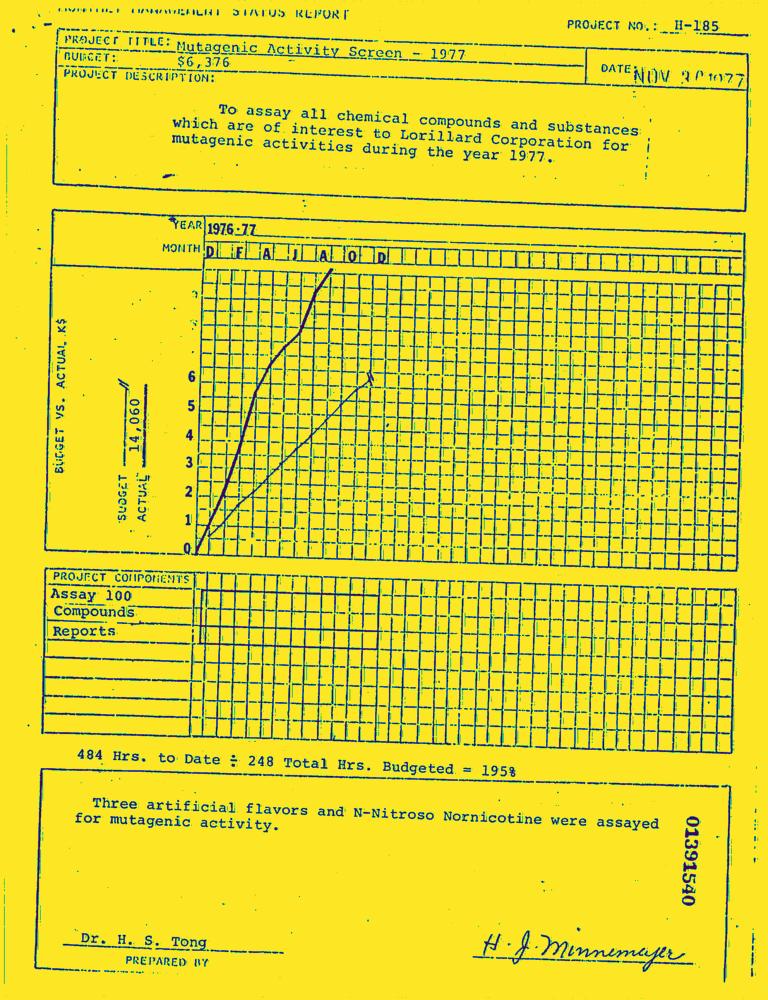 MONTHLY MANAGEMENT STATUS REPORT
PROJECT NO.: H-185
PROJECT TITLE: Mutagenic Activity Screen - 1977
BUDGET: $6,376
DATE: NOV 30 1977
PROJECT DESCRIPTION:
To assay all chemical compounds and substances
which are of interest to Lorillard Corporation for
mutagenic activities during the year 1977.
YEAR 1976-77
MONTH D F A J A O D
BUDGET VS. ACTUAL .K$
BUDGET
ACTUAL 14,060
6
5
4
3
2
1
0
PROJECT COMPONENTS
Assay 100
Compounds
Reports
484 Hrs. to Date ÷ 248 Total Hrs. Budgeted = 195%
Three artificial flavors and N-Nitroso Nornicotine were assayed
for mutagenic activity.
01391540
Dr. H. S. Tong
PREPARED BY
H. J. Minnemeyer